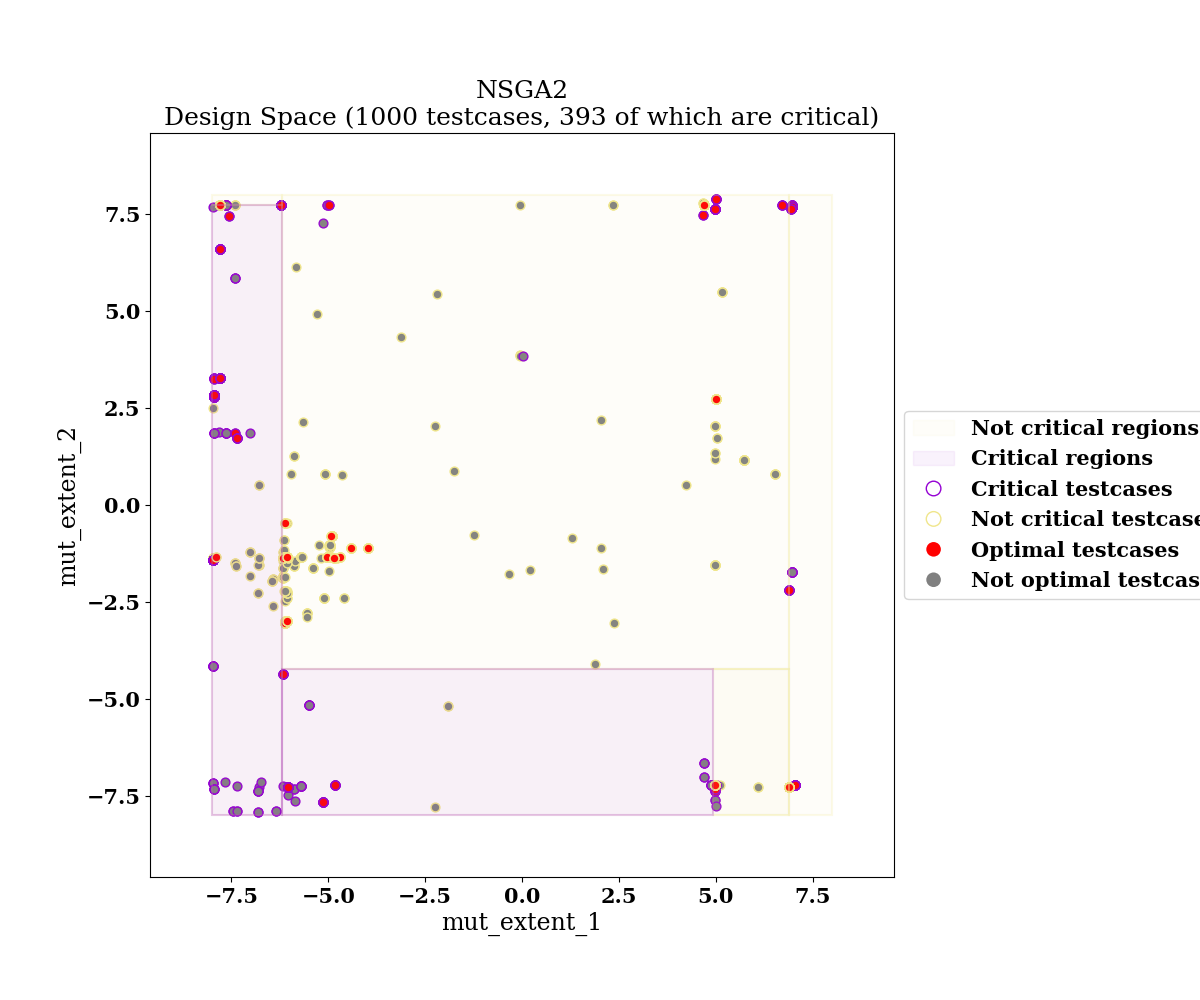 NSGA2
Design Space (1000 testcases, 393 of which are critical)
7.5
5.0
2.5
0.0
−2.5
−5.0
−7.5
mut_extent_2
−7.5
−5.0
−2.5
0.0
2.5
5.0
7.5
mut_extent_1
Not critical regions
Critical regions
Critical testcases
Not critical testcase
Optimal testcases
Not optimal testcas